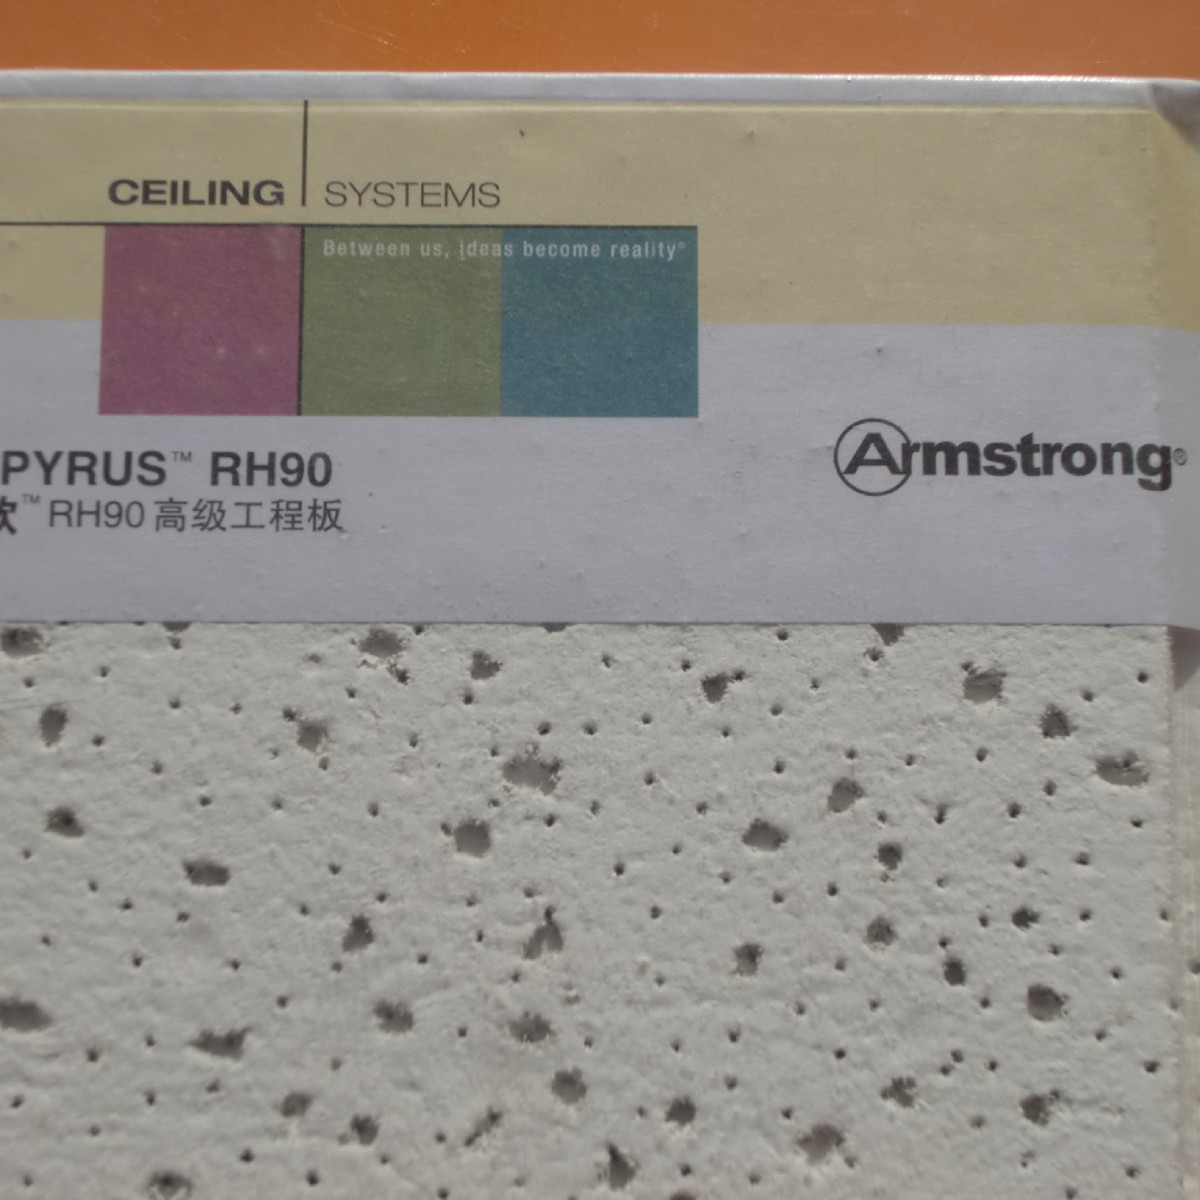 CEILING SYSTEMS
Between us, ideas become reality®
PYRUS™ RH90
™ RH90 高级工程板
Armstrong®